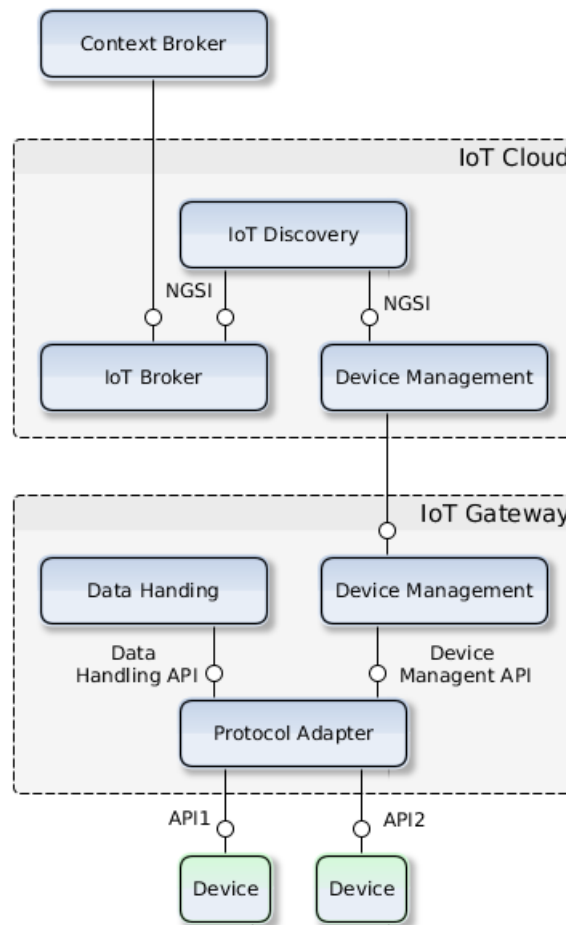 Context Broker
IoT Cloud
IoT Discovery
NGSI
NGSI
IoT Broker
Device Management
IoT Gateway
Data Handing
Device Management
Data
Handling API
Device
Managent API
Protocol Adapter
API1
API2
Device
Device